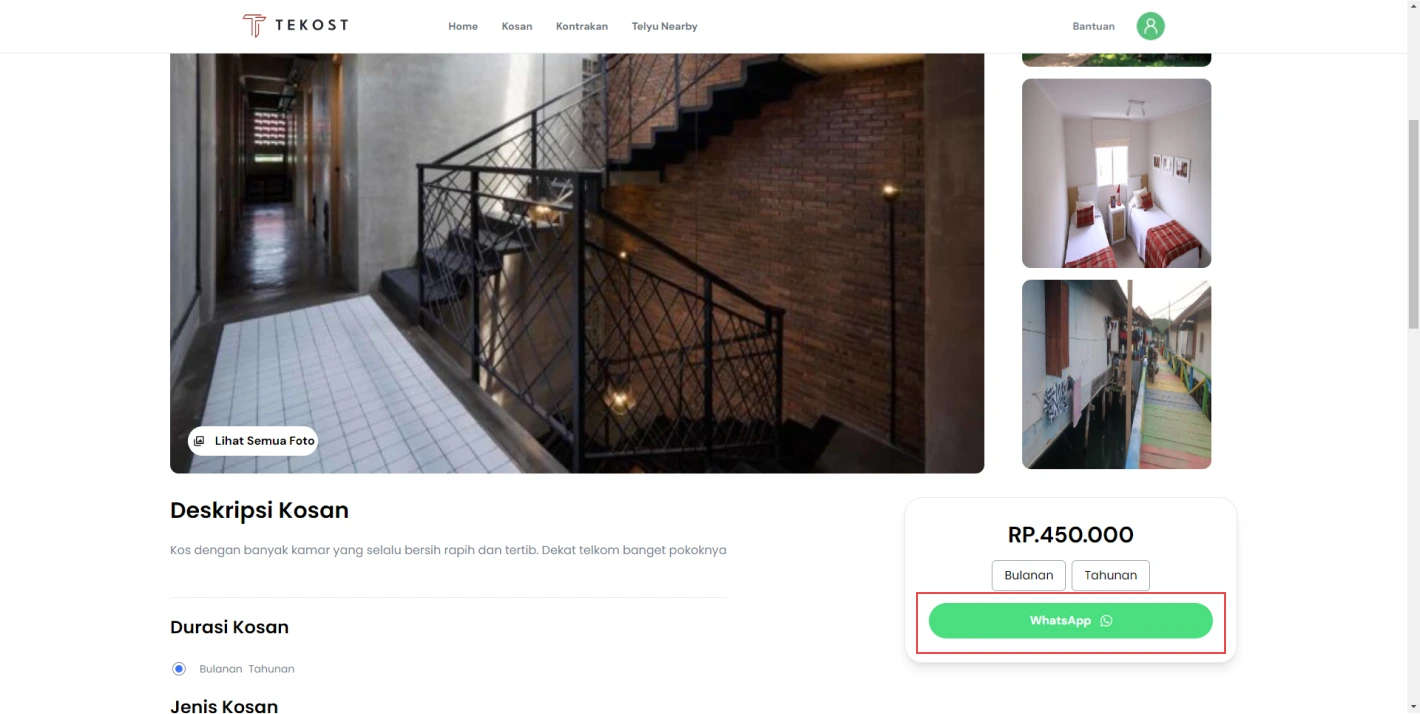 TEKOST
Home Kosan Kontrakan Telyu Nearby
Bantuan
Lihat Semua Foto
Deskripsi Kosan
Kos dengan banyak kamar yang selalu bersih rapih dan tertib. Dekat telkom banget pokoknya
Durasi Kosan
Bulanan Tahunan
Jenis Kosan
RP.450.000
Bulanan Tahunan
WhatsApp